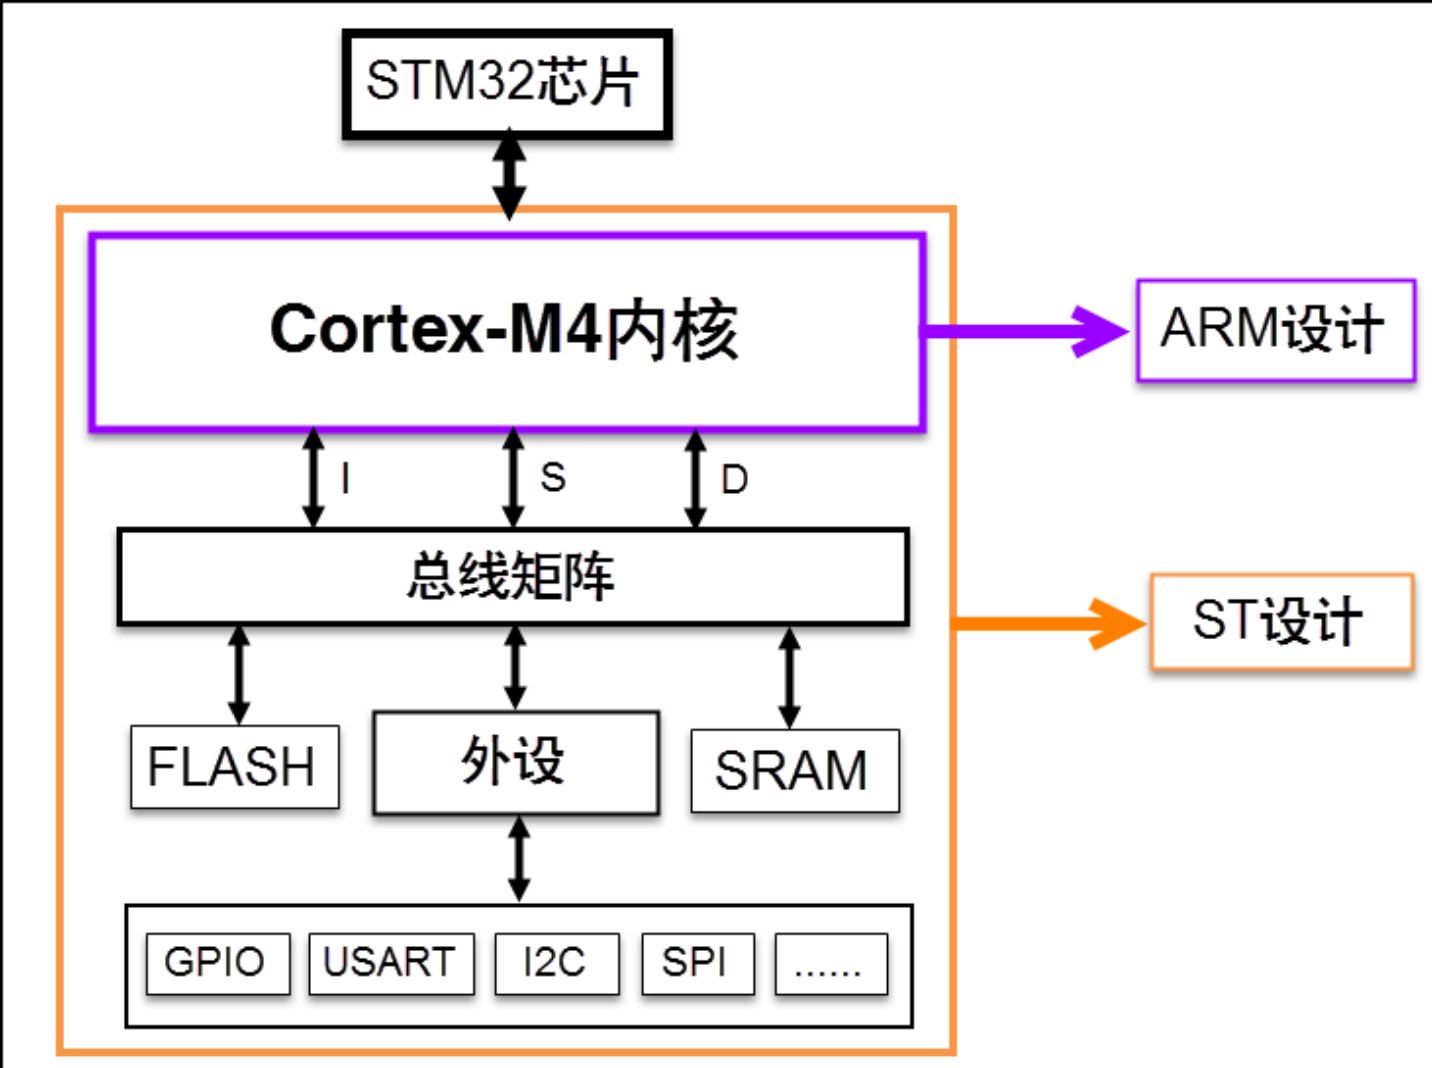 STM32芯片
Cortex-M4内核
ARM设计
I
S
D
总线矩阵
ST设计
FLASH
外设
SRAM
GPIO
USART
I2C
SPI
......